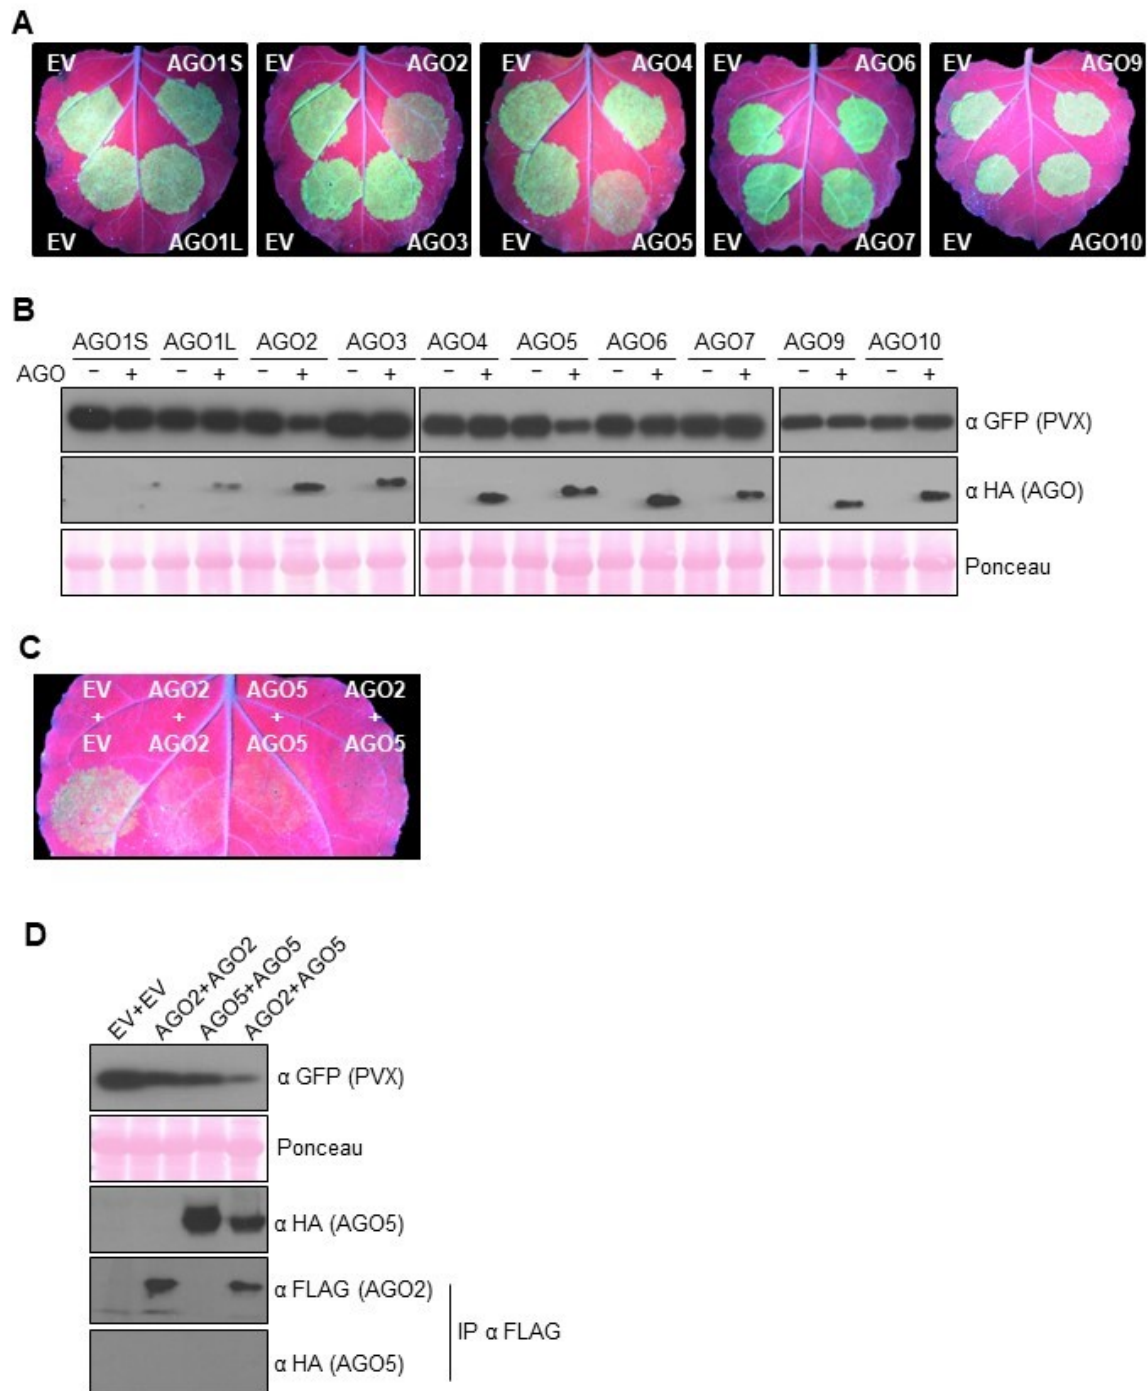 A
EV AGO1S EV AGO2 EV AGO4 EV AGO6 EV AGO9
EV AGO1L EV AGO3 EV AGO5 EV AGO7 EV AGO10
B
AGO1S AGO1L AGO2 AGO3 AGO4 AGO5 AGO6 AGO7 AGO9 AGO10
AGO − + − + − + − + − + − + − + − + − + − +
α GFP (PVX)
α HA (AGO)
Ponceau
C
EV AGO2 AGO5 AGO2
+ + + +
EV AGO2 AGO5 AGO5
D
EV+EV
AGO2+AGO2
AGO5+AGO5
AGO2+AGO5
α GFP (PVX)
Ponceau
α HA (AGO5)
α FLAG (AGO2)
IP α FLAG
α HA (AGO5)